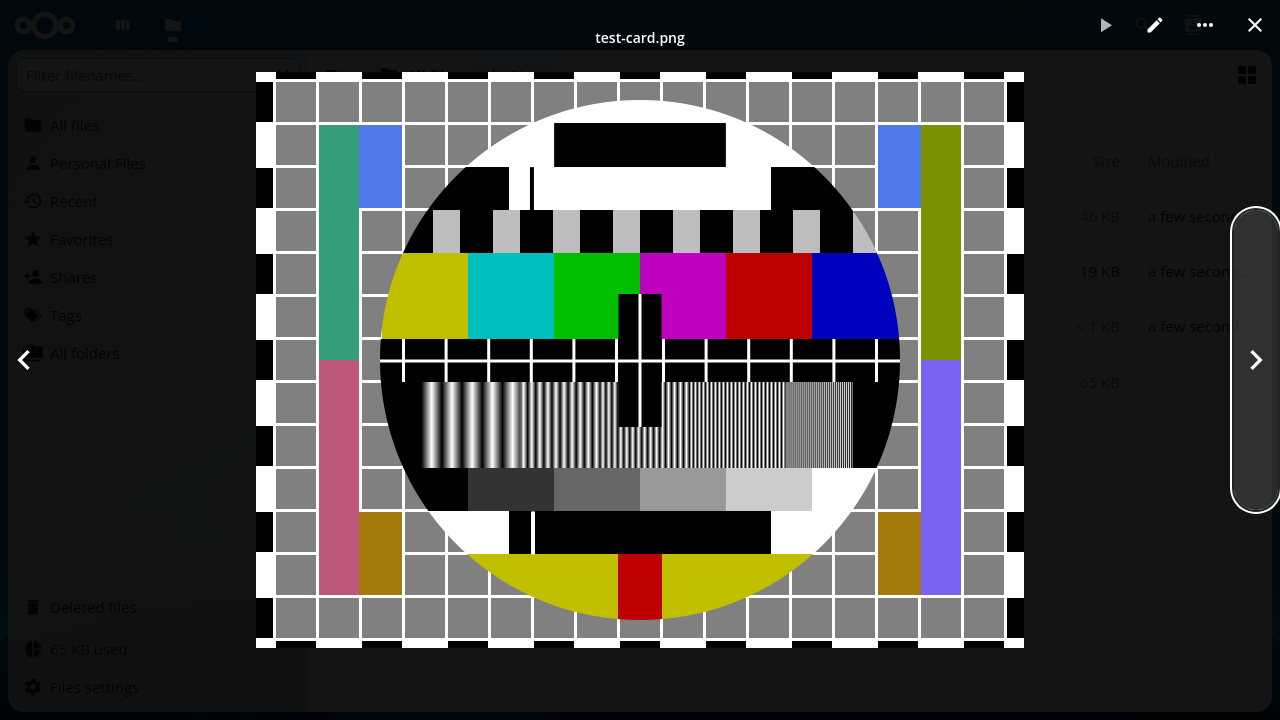 test-card.png
Filter filenames...
All files
Personal Files
Recent
Favorites
Shares
Tags
All folders
Size
Modified
46 KB
a few second…
19 KB
a few second…
< 1 KB
a few second…
65 KB
Deleted files
65 KB used
Files settings